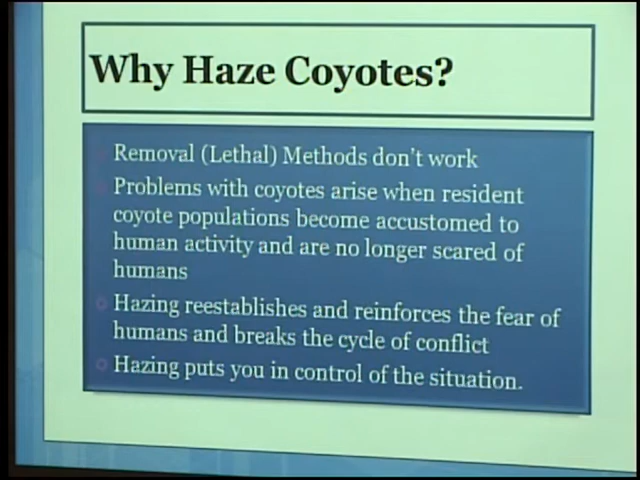 Why Haze Coyotes?
Removal (Lethal) Methods don't work
Problems with coyotes arise when resident
coyote populations become accustomed to
human activity and are no longer scared of
humans
Hazing reestablishes and reinforces the fear of
humans and breaks the cycle of conflict
Hazing puts you in control of the situation.